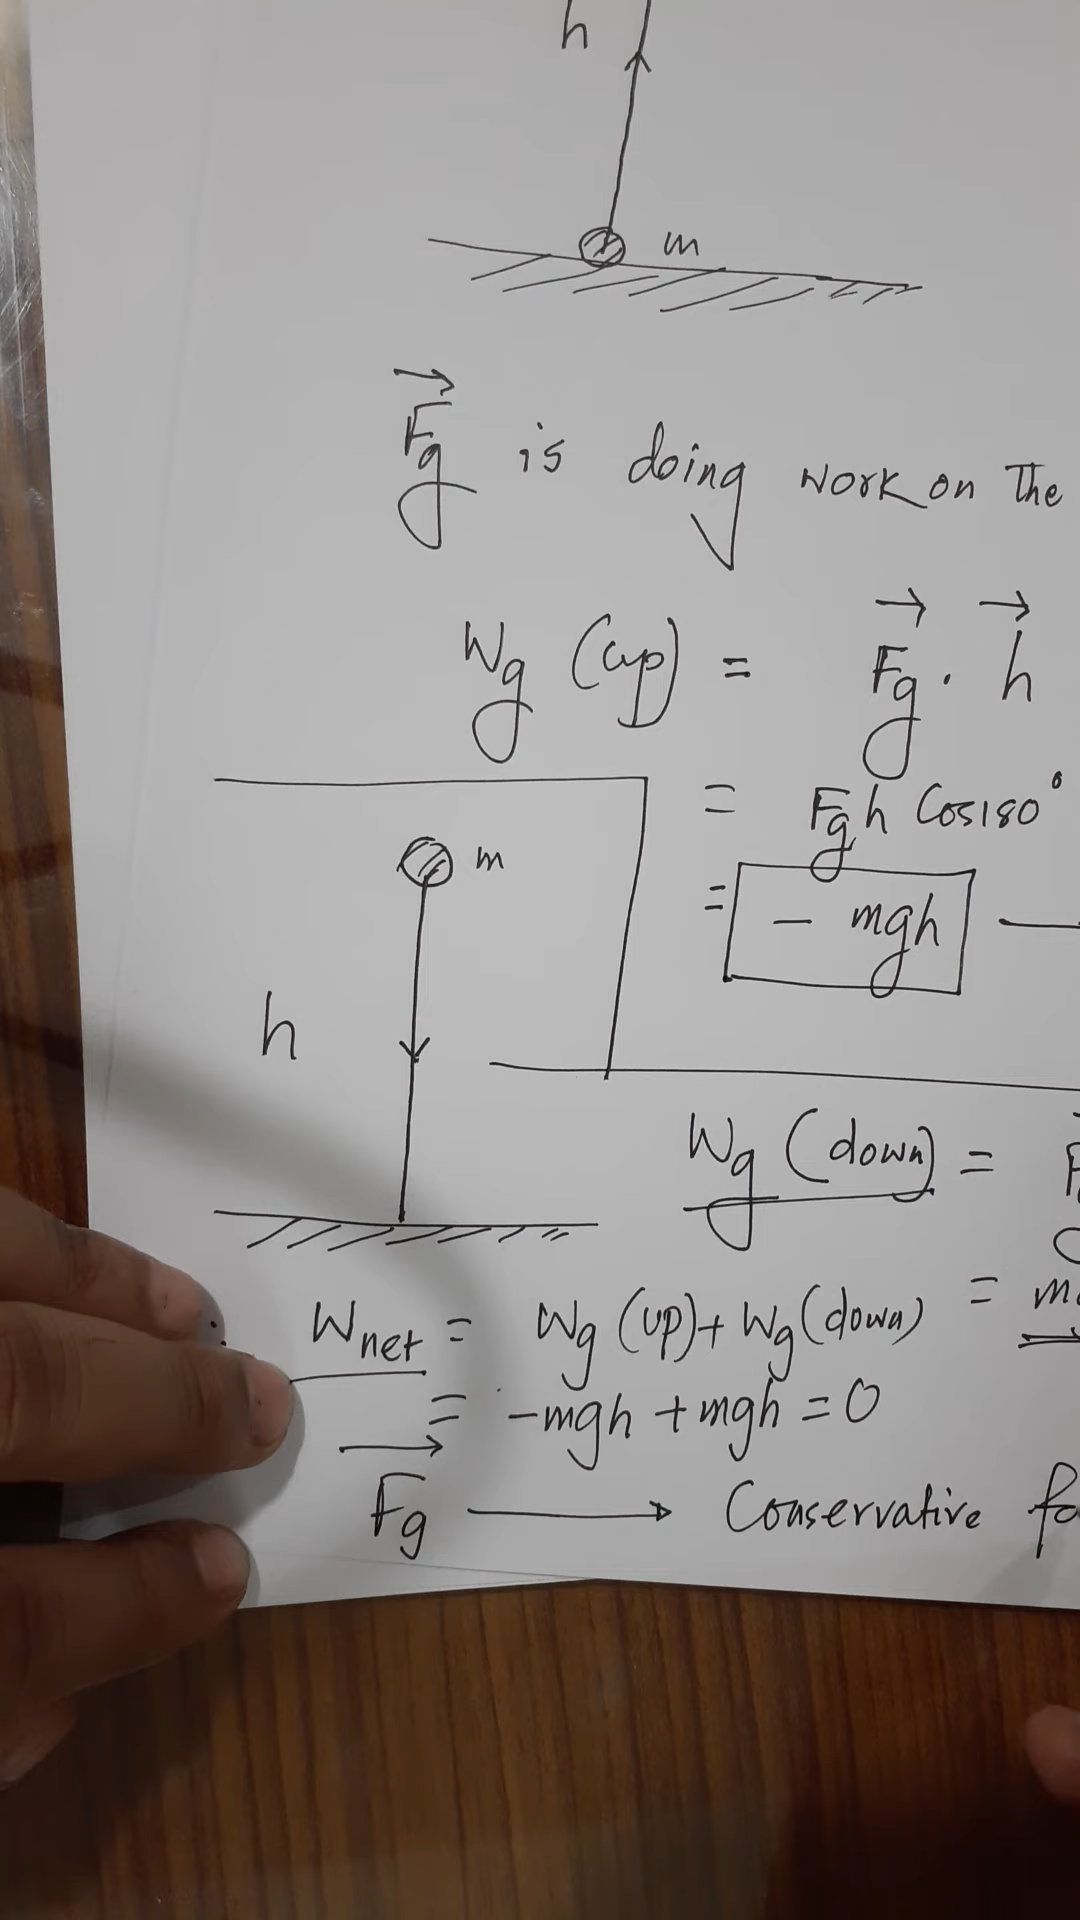 h
m
F⃗g is doing work on The
Wg (up) = F⃗g . h⃗
= Fgh Cos180°
= - mgh
m
h
Wg (down) =
=
Wnet = Wg (up) + Wg (down)
= -mgh + mgh = 0
F⃗g → Conservative